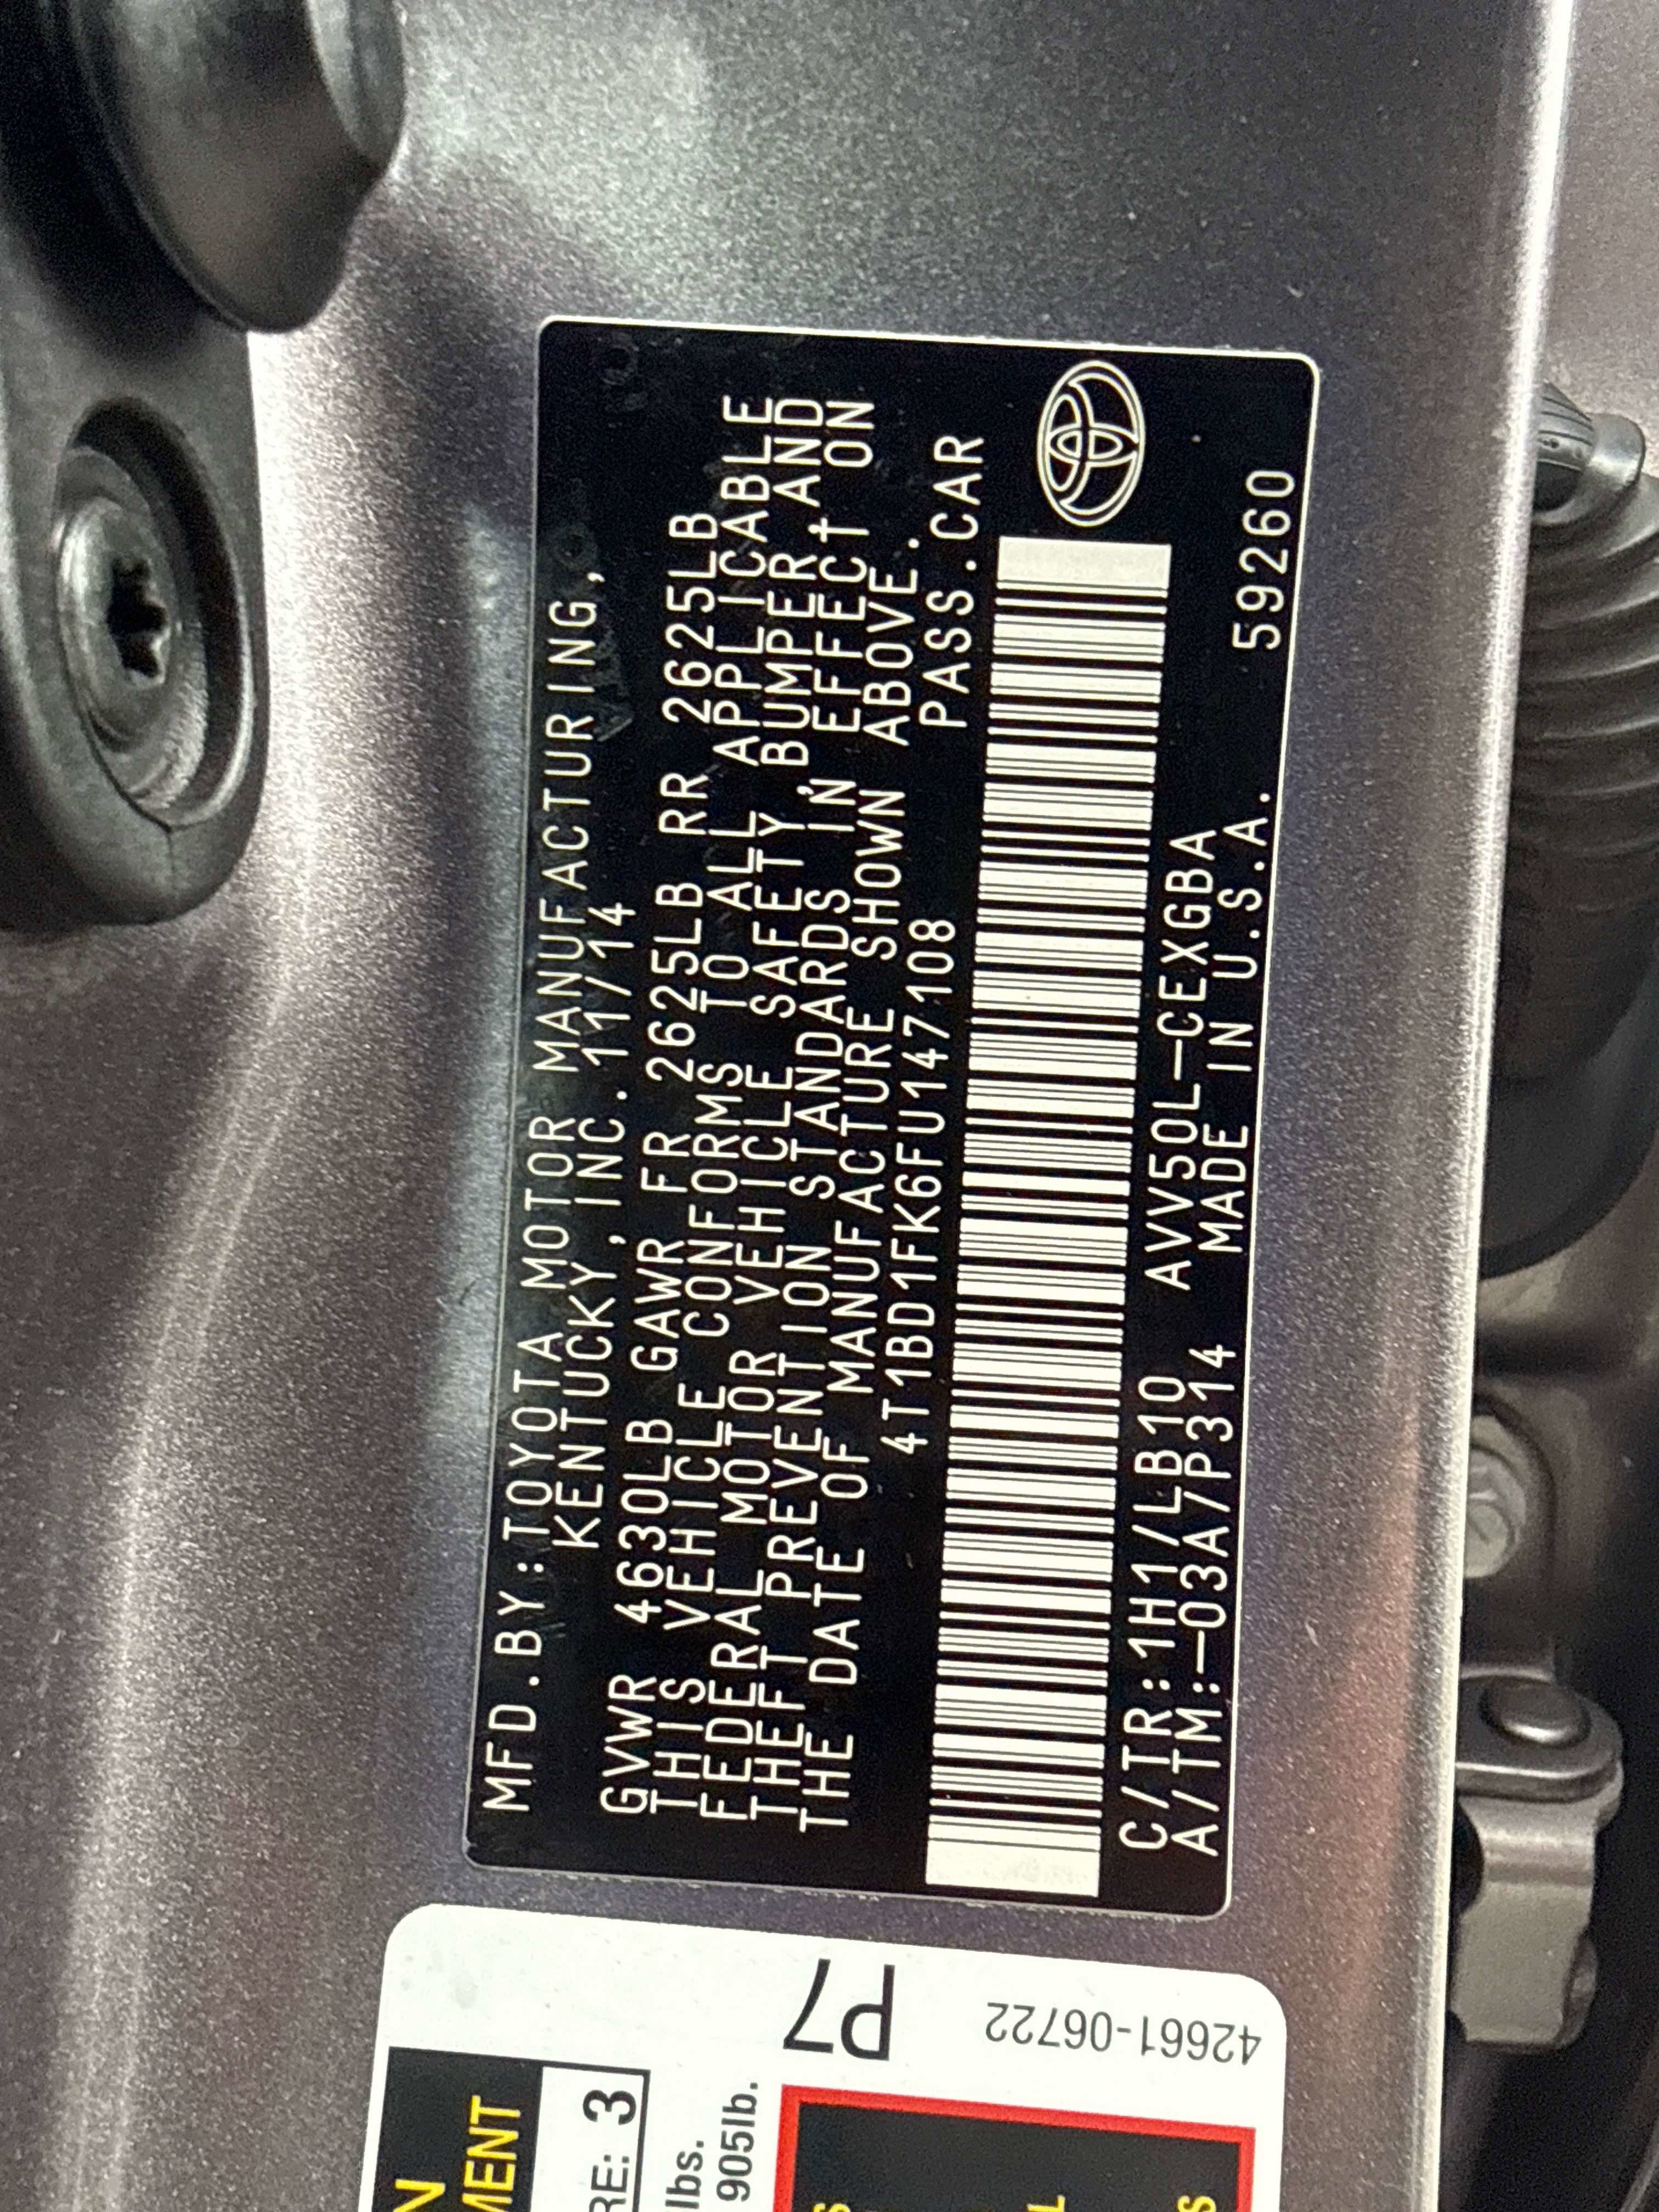 MFD.BY:TOYOTA MOTOR MANUFACTURING,
KENTUCKY, INC.11/14
GVWR 4630LB GAWR FR 2625LB RR 2625LB
THIS VEHICLE CONFORMS TO ALL APPLICABLE
FEDERAL MOTOR VEHICLE SAFETY,BUMPER,AND
THEFT PREVENTION STANDARDS IN EFFECT ON
THE DATE OF MANUFACTURE SHOWN ABOVE.
4T1BD1FK6FU147108 PASS.CAR
C/TR:1H1/LB10 AVV50L-CEXGBA
A/TM:-03A/P314 MADE IN U.S.A. 59260
P7
42661-06722
N
MENT
RE: 3
lbs.
905lb.
S
L
S